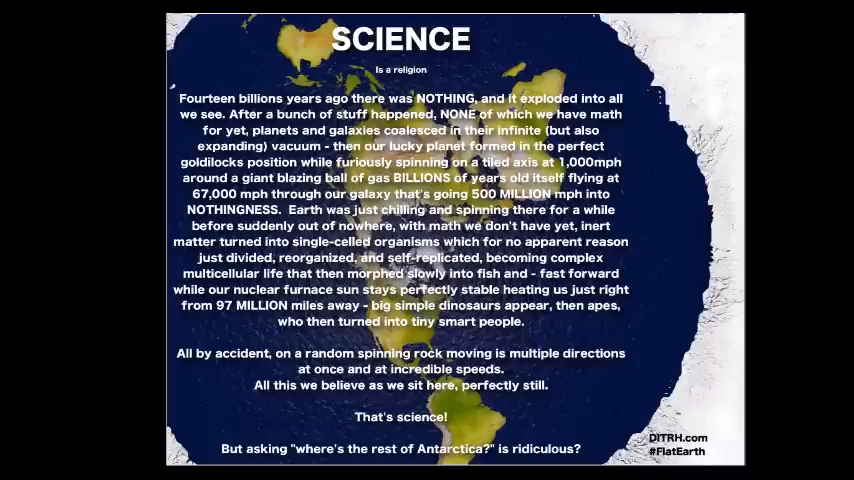 SCIENCE
Is a religion
Fourteen billions years ago there was NOTHING, and it exploded into all
we see. After a bunch of stuff happened, NONE of which we have math
for yet, planets and galaxies coalesced in their infinite (but also
expanding) vacuum - then our lucky planet formed in the perfect
goldilocks position while furiously spinning on a tiled axis at 1,000mph
around a giant blazing ball of gas BILLIONS of years old itself flying at
67,000 mph through our galaxy that's going 500 MILLION mph into
NOTHINGNESS. Earth was just chilling and spinning there for a while
before suddenly out of nowhere, with math we don't have yet, inert
matter turned into single-celled organisms which for no apparent reason
just divided, reorganized, and self-replicated, becoming complex
multicellular life that then morphed slowly into fish and - fast forward
while our nuclear furnace sun stays perfectly stable heating us just right
from 97 MILLION miles away - big simple dinosaurs appear, then apes,
who then turned into tiny smart people.
All by accident, on a random spinning rock moving is multiple directions
at once and at incredible speeds.
All this we believe as we sit here, perfectly still.
That's science!
But asking "where's the rest of Antarctica?" is ridiculous?
DITRH.com
#FlatEarth